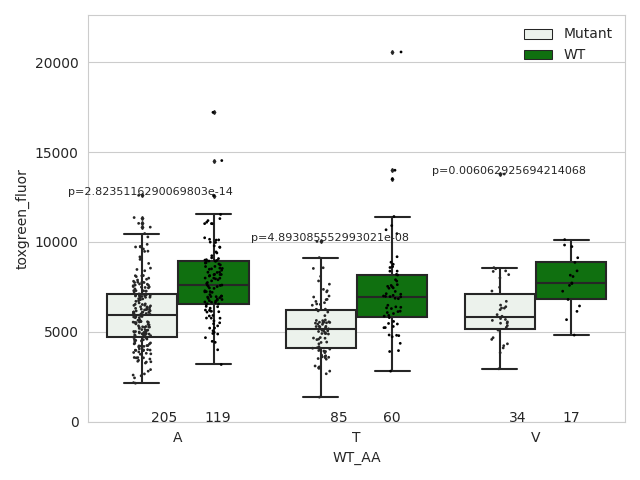 Mutant
WT
20000
15000
10000
5000
0
toxgreen_fluor
p=2.8235116290069803e-14
p=4.893085552993021e-08
p=0.006062925694214068
205 119 85 60 34 17
A T V
WT_AA